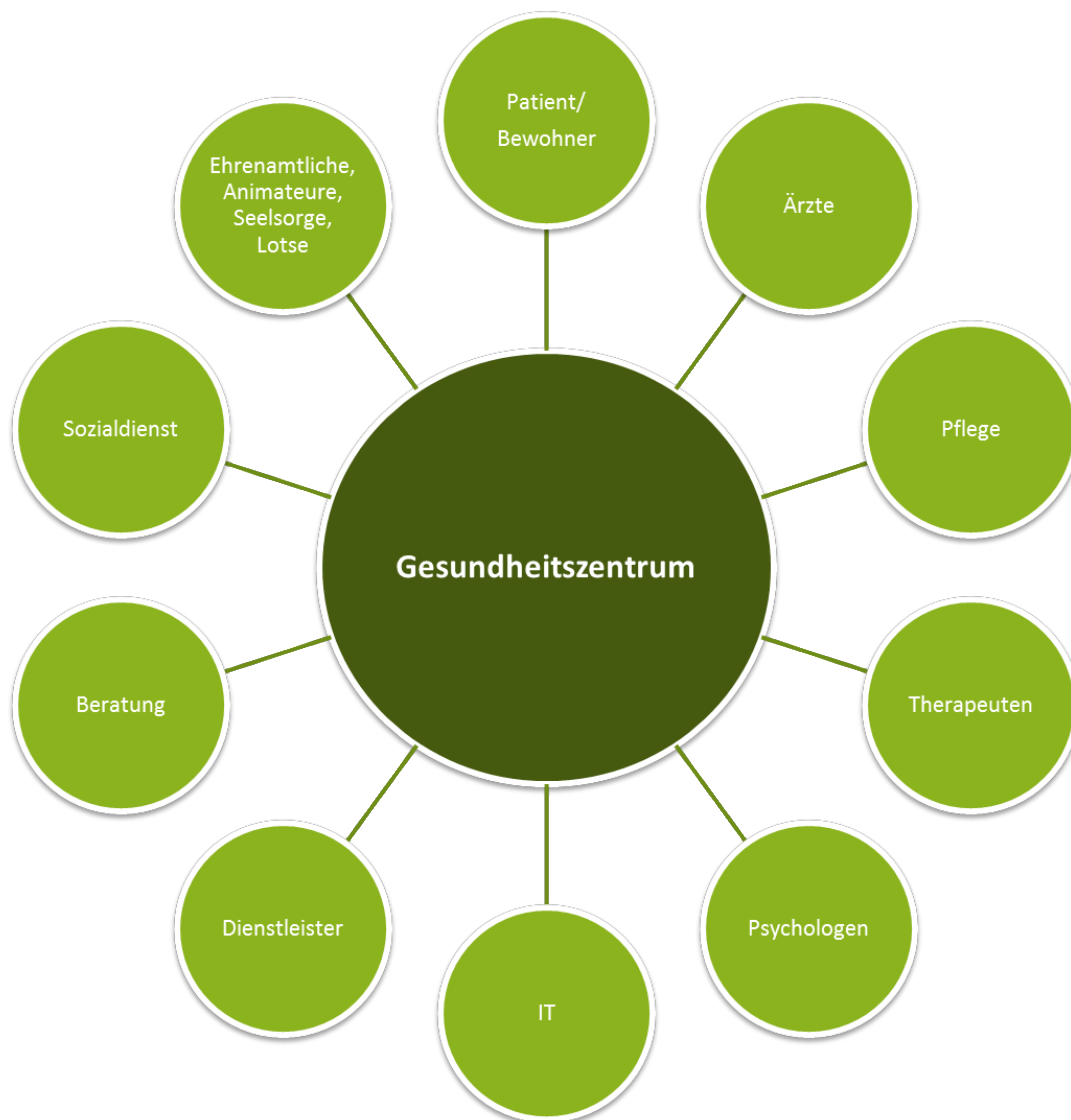 Patient/
Bewohner
Ärzte
Pflege
Therapeuten
Psychologen
IT
Dienstleister
Beratung
Sozialdienst
Ehrenamtliche,
Animateure,
Seelsorge,
Lotse
Gesundheitszentrum